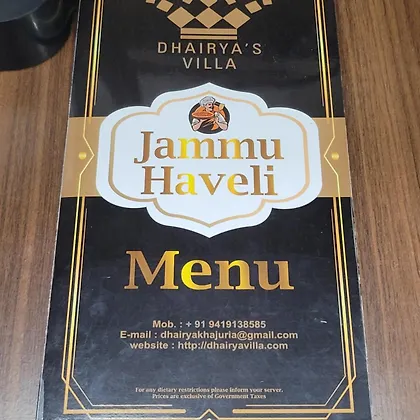 DHAIRYA'S
VILLA
Jammu
Haveli
Menu
Mob. : + 91 9419138585
E-mail : dhairyakhajuria@gmail.com
website : http://dhairyavilla.com
For any dietary restrictions please inform your server.
Prices are exclusive of Government Taxes